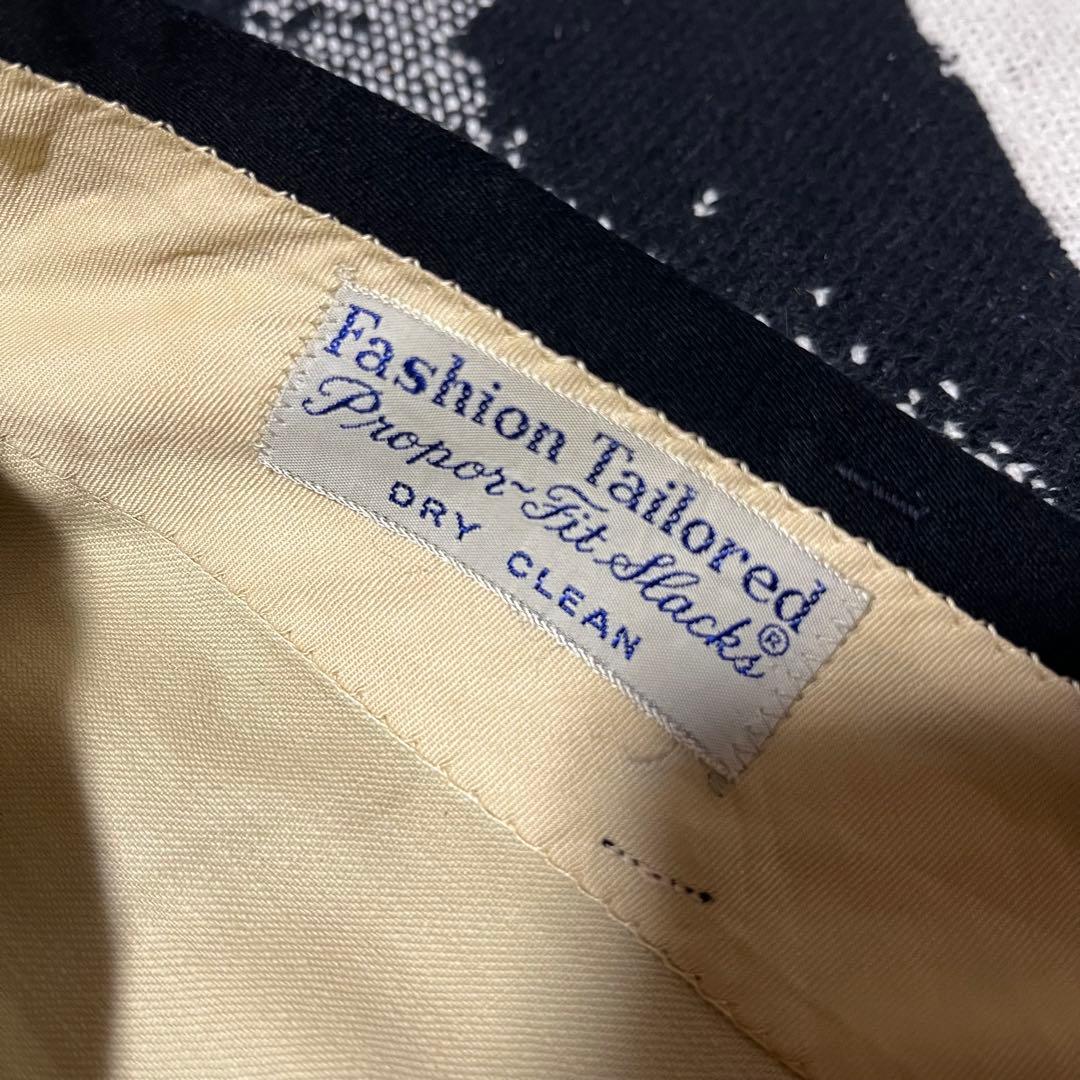 Fashion Tailored
Propor-Fit Slacks®
DRY CLEAN